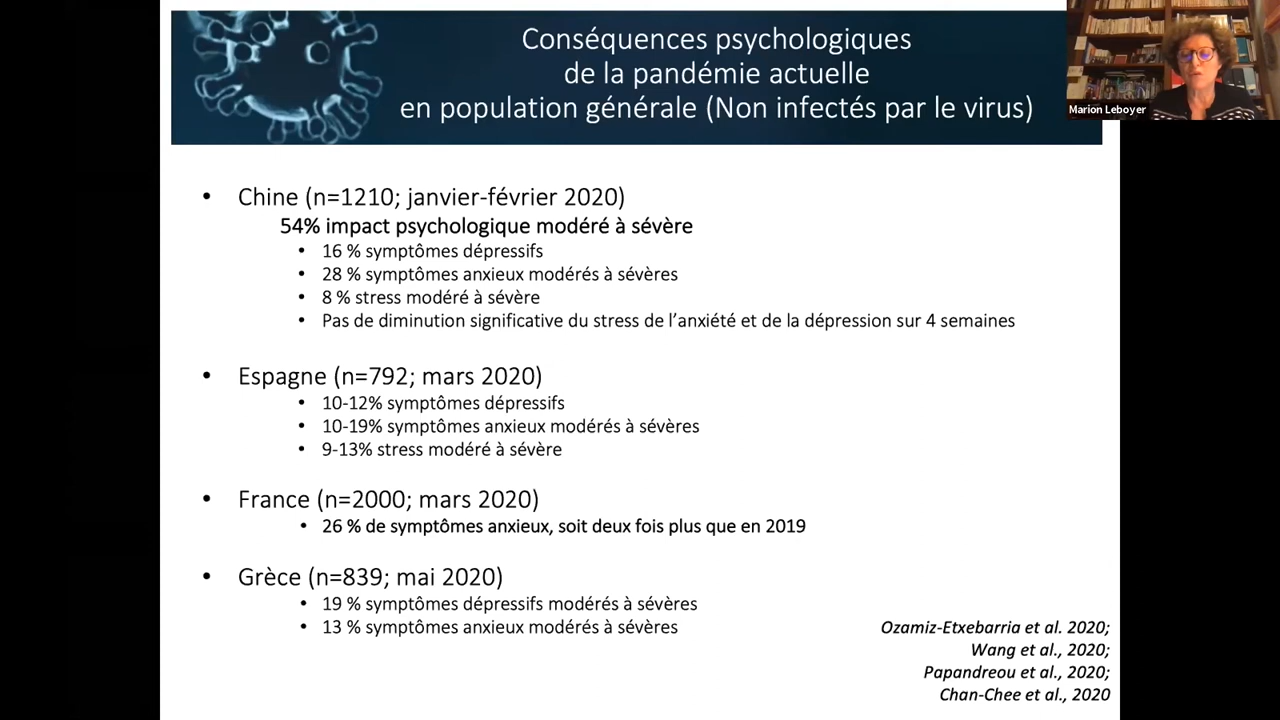 Conséquences psychologiques
de la pandémie actuelle
en population générale (Non infectés par le virus)
Marion Leboyer
• Chine (n=1210; janvier-février 2020)
54% impact psychologique modéré à sévère
• 16 % symptômes dépressifs
• 28 % symptômes anxieux modérés à sévères
• 8 % stress modéré à sévère
• Pas de diminution significative du stress de l’anxiété et de la dépression sur 4 semaines
• Espagne (n=792; mars 2020)
• 10-12% symptômes dépressifs
• 10-19% symptômes anxieux modérés à sévères
• 9-13% stress modéré à sévère
• France (n=2000; mars 2020)
• 26 % de symptômes anxieux, soit deux fois plus que en 2019
• Grèce (n=839; mai 2020)
• 19 % symptômes dépressifs modérés à sévères
• 13 % symptômes anxieux modérés à sévères
Ozamiz-Etxebarria et al. 2020;
Wang et al., 2020;
Papandreou et al., 2020;
Chan-Chee et al., 2020